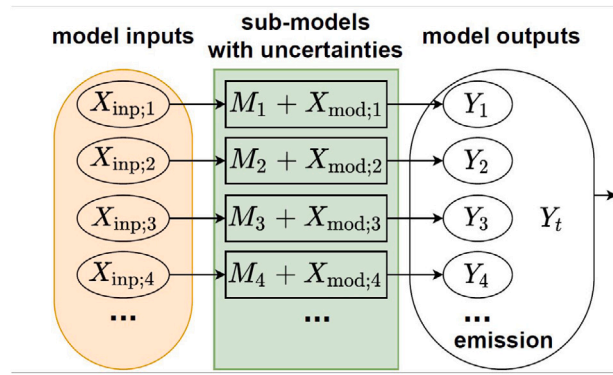 model inputs sub-models with uncertainties model outputs
X_inp;1 M_1 + X_mod;1 Y_1
X_inp;2 M_2 + X_mod;2 Y_2
X_inp;3 M_3 + X_mod;3 Y_3 Y_t
X_inp;4 M_4 + X_mod;4 Y_4
... ... ...
emission